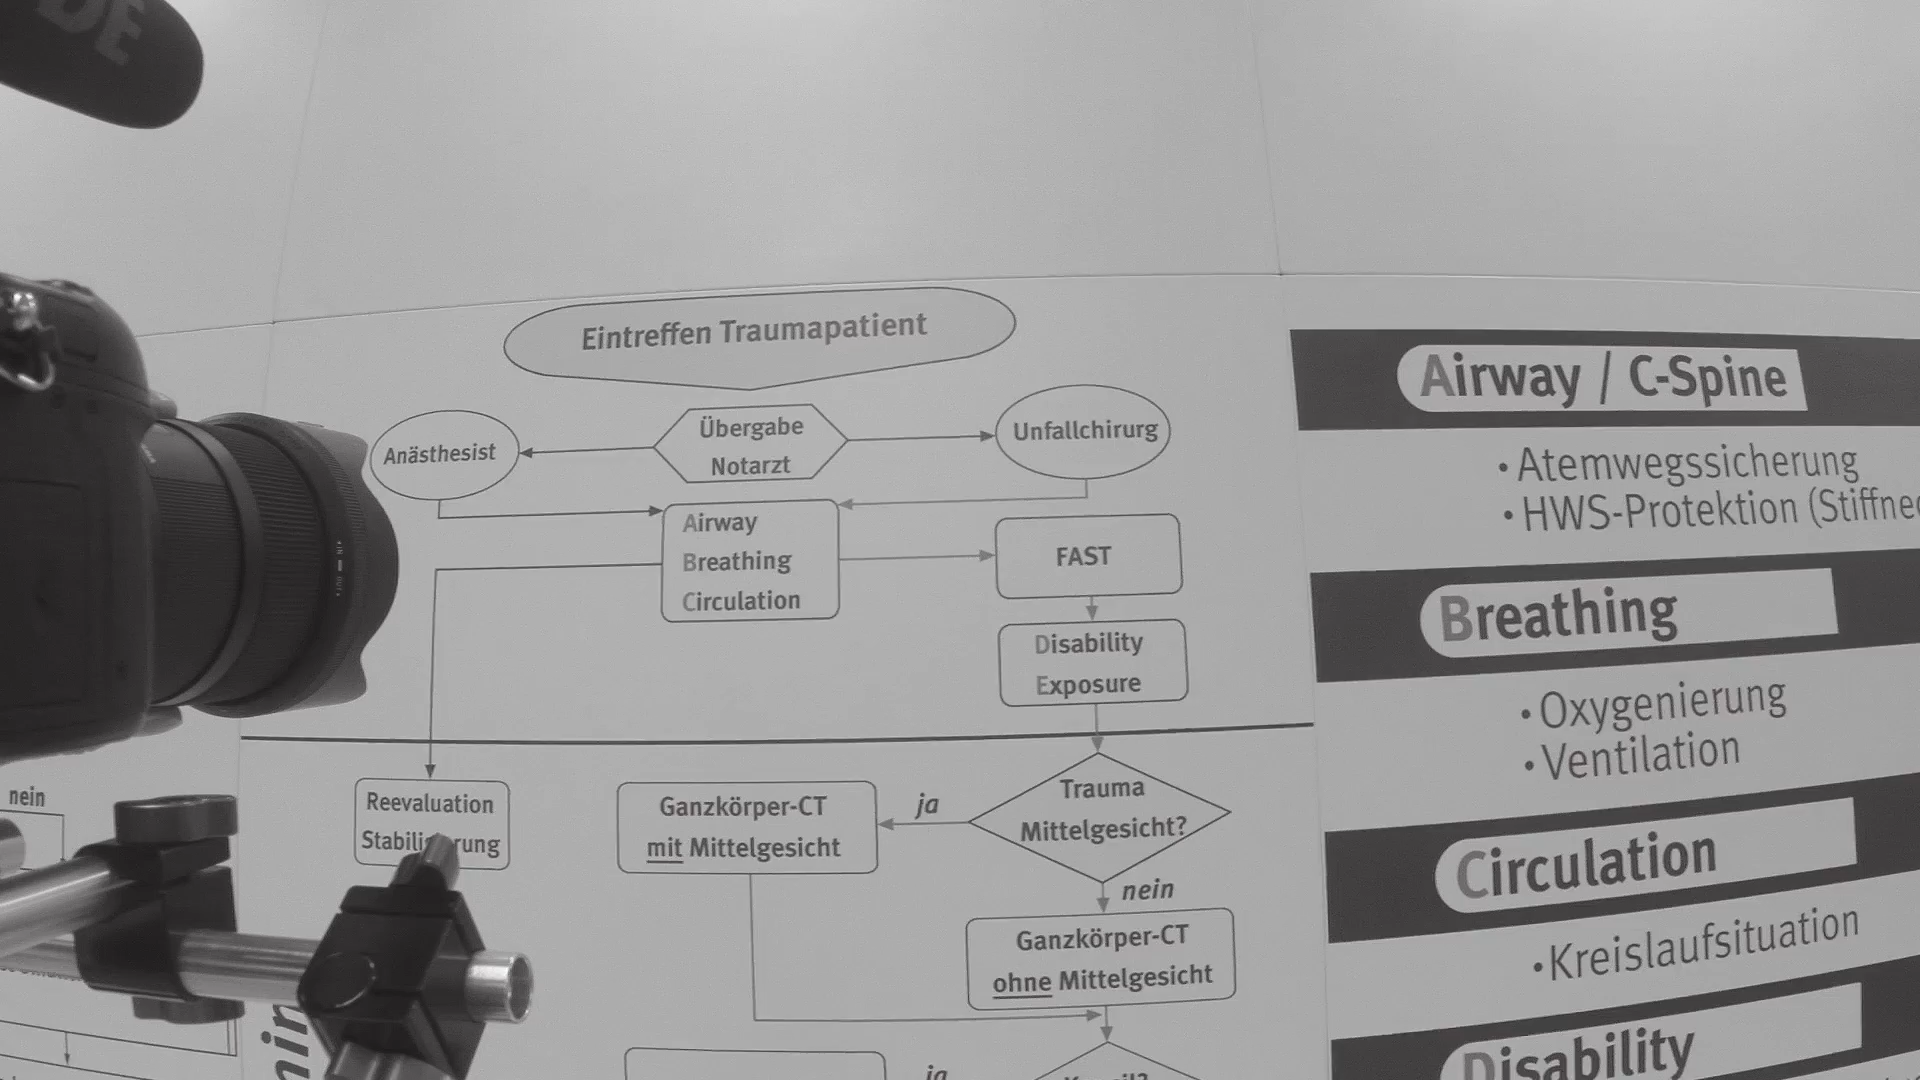 DE
Eintreffen Traumapatient
Anästhesist
Übergabe
Notarzt
Unfallchirurg
Airway
Breathing
Circulation
FAST
Disability
Exposure
nein
Reevaluation
Ganzkörper-CT
mit Mittelgesicht
ja
Trauma
Mittelgesicht?
nein
Ganzkörper-CT
ohne Mittelgesicht
ja
Airway / C-Spine
• Atemwegssicherung
• HWS-Protektion
Breathing
• Oxygenierung
• Ventilation
Circulation
• Kreislaufsituation
Disability